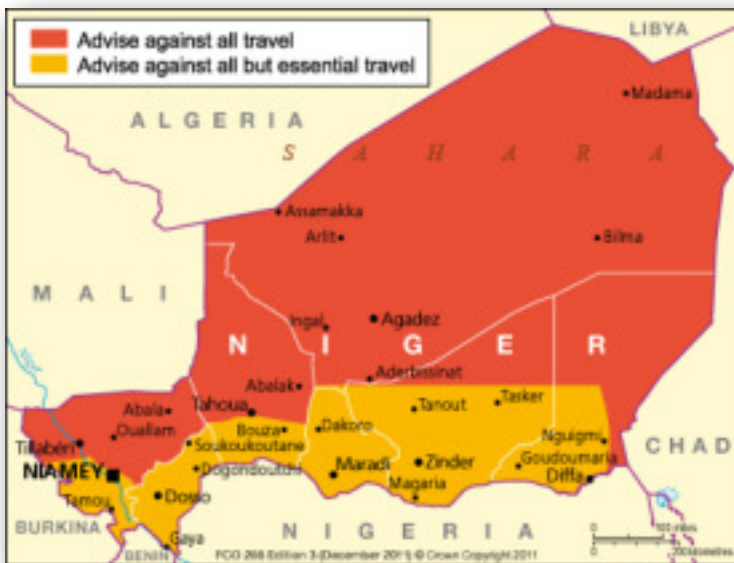 Advise against all travel
Advise against all but essential travel
LIBYA
Madama
ALGERIA
SAHARA
Assamakka
Arlit
Bilma
MALI
Ingal
Agadez
NIGER
Aderbissinat
Abalak
Tasker
Abala
Tahoua
Tanout
Ouallam
Bouza
Dakoro
Tillabéri
Soukoukoutane
Nguigmi
CHAD
NIAMEY
Dogondoutchi
Maradi
Zinder
Goudoumaria
Diffa
Tamou
Dosso
Magaria
BURKINA
NIGERIA
Gaya
BENIN
FCO 266 Edition 3 (December 2011) © Crown Copyright 2011
0
100 miles
0